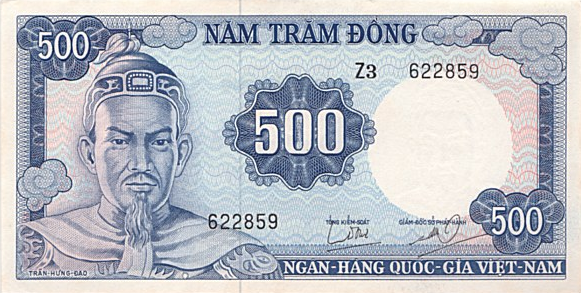 500 NĂM TRĂM ĐỒNG
Z3 622859
500
622859
TỔNG KIỂM-SOÁT GIÁM-ĐỐC SỞ PHÁT-HÀNH
500
TRẦN-HƯNG-ĐẠO
NGÂN-HÀNG QUỐC-GIA VIỆT-NAM